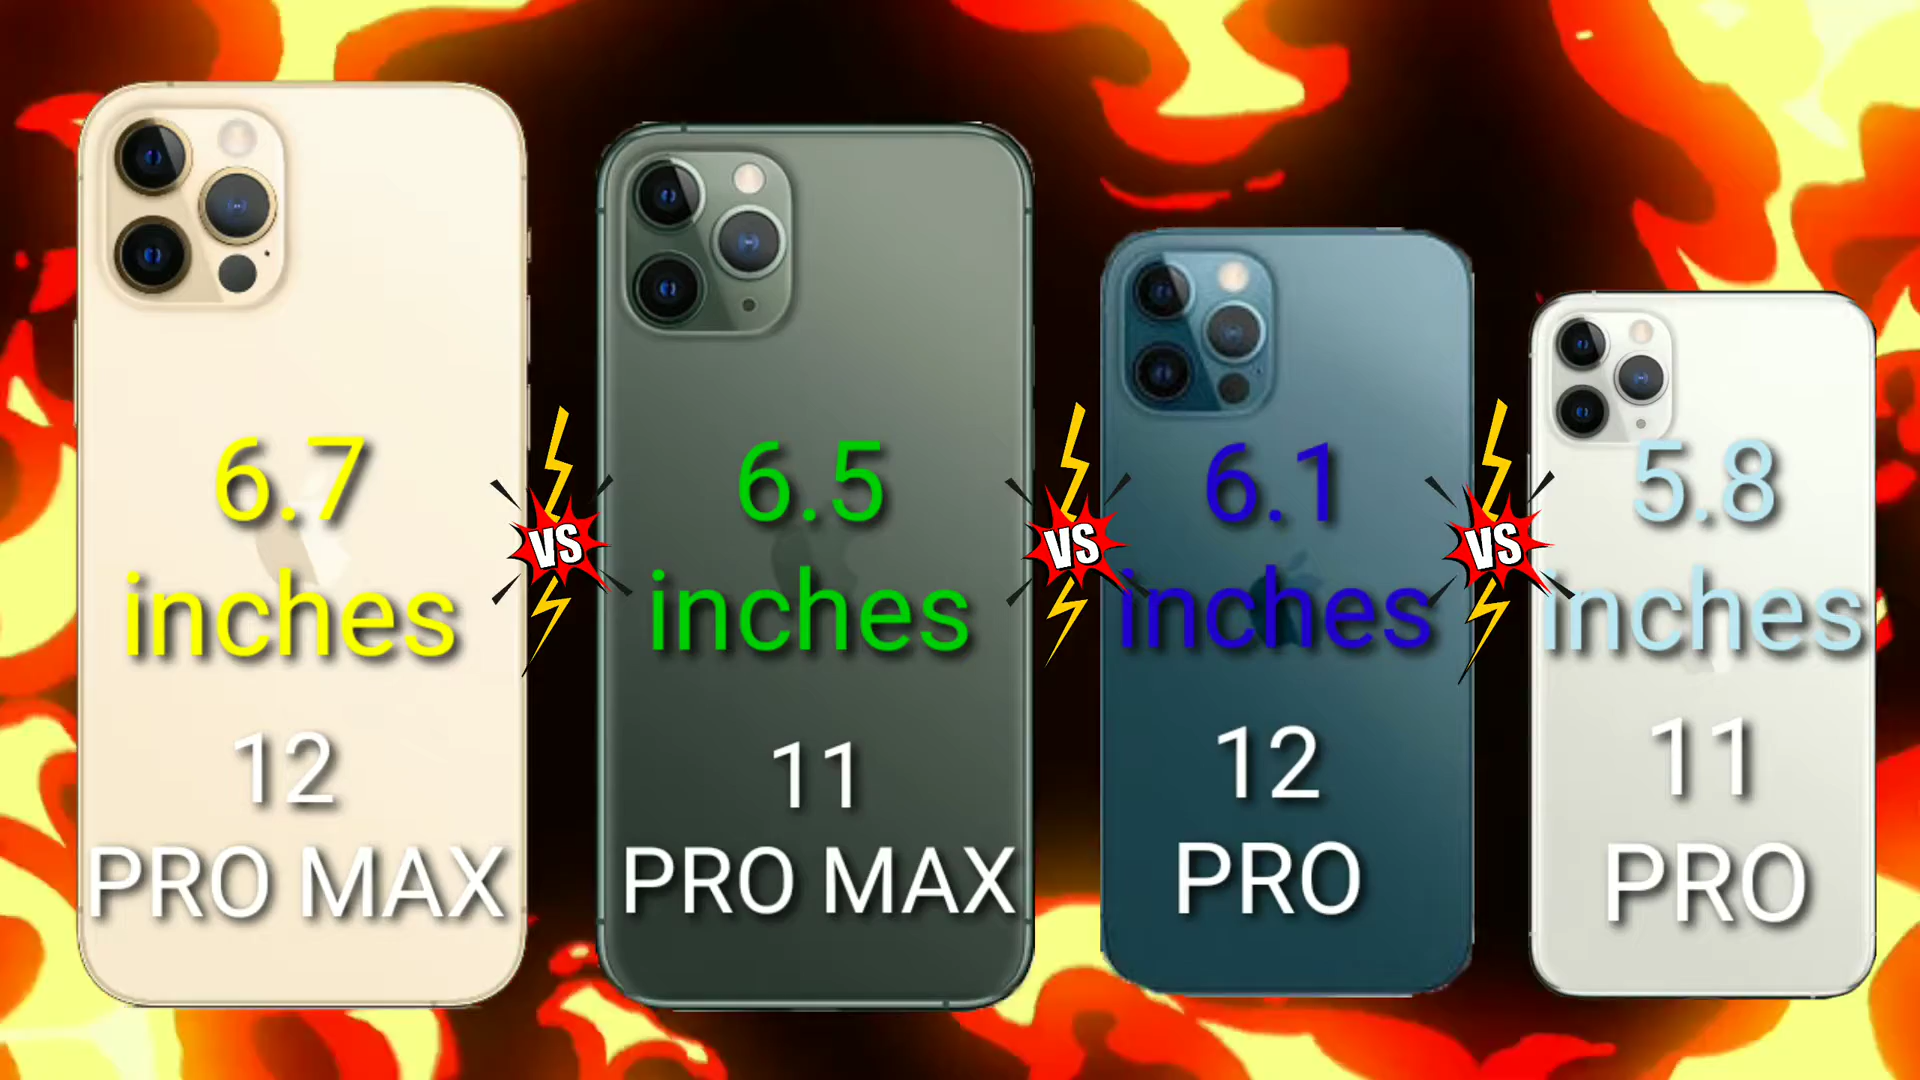 6.7
inches
12
PRO MAX
VS
6.5
inches
11
PRO MAX
VS
6.1
inches
12
PRO
VS
5.8
inches
11
PRO